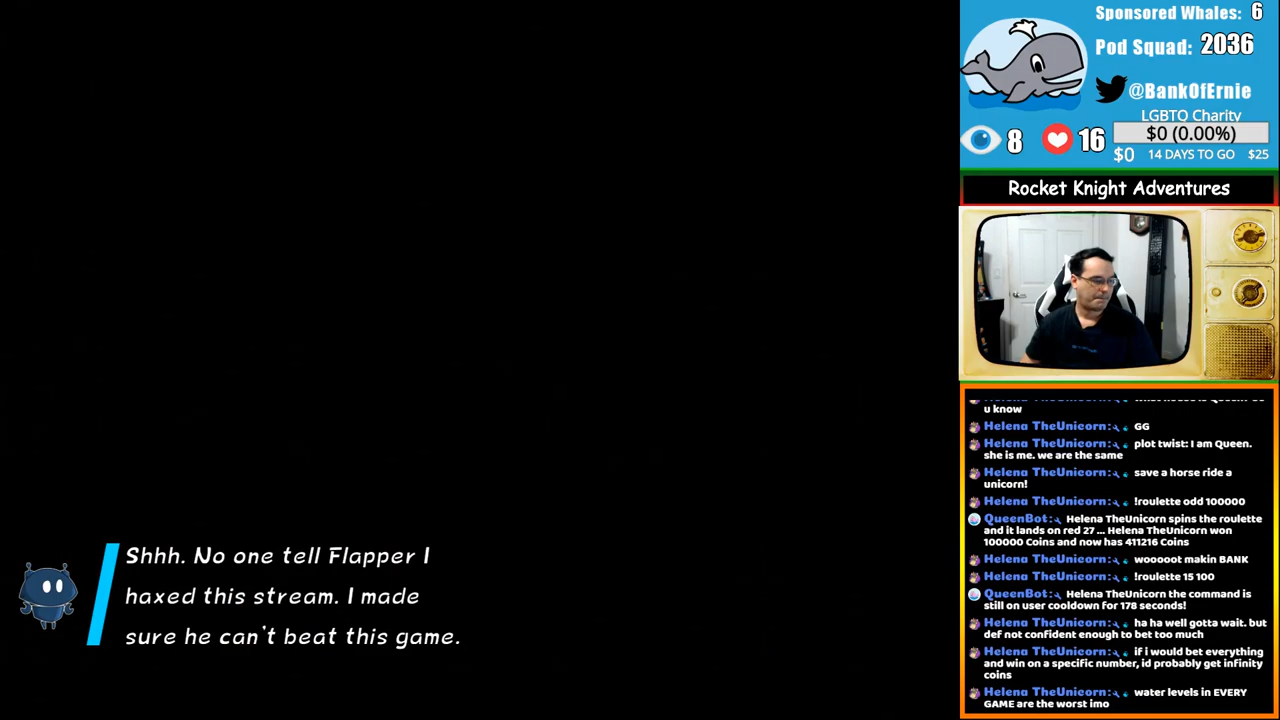 Sponsored Whales: 6
Pod Squad: 2036
@BankOfErnie
LGBTQ Charity
8
16
$0 (0.00%)
$0 14 DAYS TO GO $25
Rocket Knight Adventures
u know
Helena TheUnicorn: GG
Helena TheUnicorn: plot twist: I am Queen.
she is me. we are the same
Helena TheUnicorn: save a horse ride a
unicorn!
Helena TheUnicorn: !roulette odd 100000
QueenBot: Helena TheUnicorn spins the roulette
and it lands on red 27 ... Helena TheUnicorn won
100000 Coins and now has 411216 Coins
Helena TheUnicorn: wooooot makin BANK
Helena TheUnicorn: !roulette 15 100
QueenBot: Helena TheUnicorn the command is
still on user cooldown for 178 seconds!
Helena TheUnicorn: ha ha well gotta wait. but
def not confident enough to bet too much
Helena TheUnicorn: if i would bet everything
and win on a specific number, id probably get infinity
coins
Helena TheUnicorn: water levels in EVERY
GAME are the worst imo
Shhh. No one tell Flapper I
haxed this stream. I made
sure he can't beat this game.